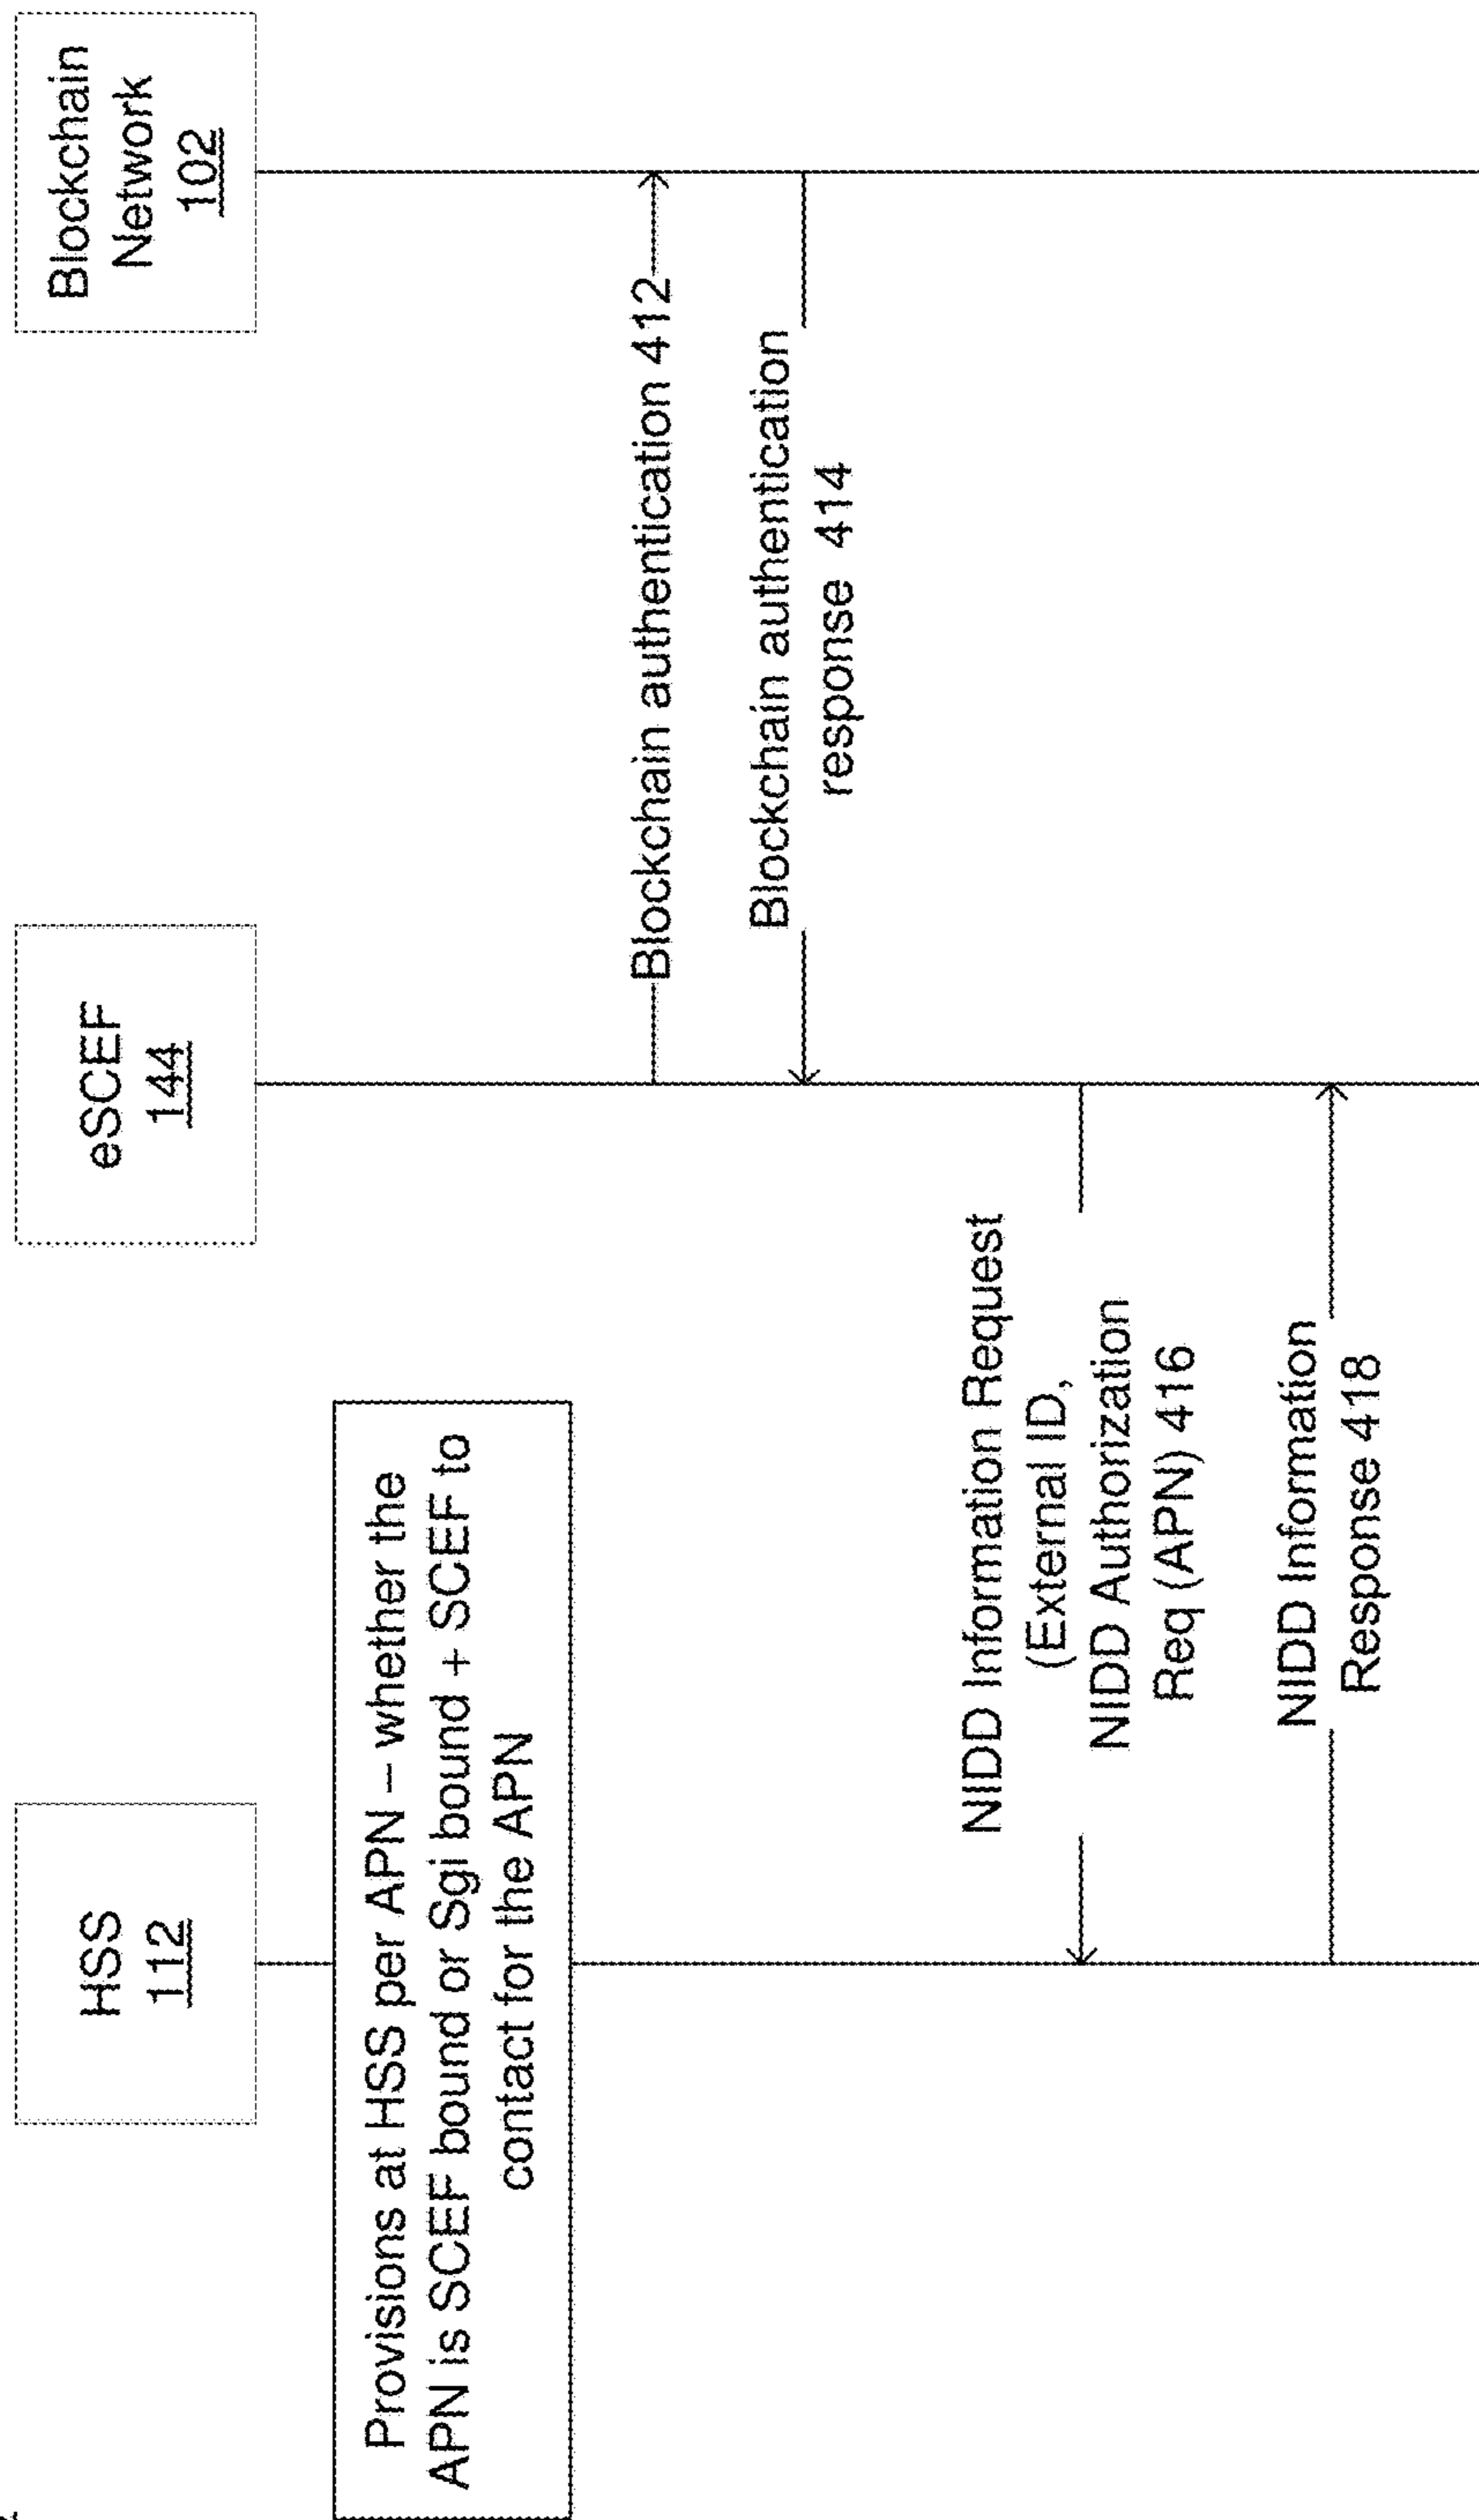 HSS
112
eSCEF
144
Blockchain
Network
102
Provisions at HSS per APN – whether the
APN is SCEF bound or Sgi bound + SCEF to
contact for the APN
Blockchain authentication 412
Blockchain authentication
response 414
NIDD Information Request
(External ID,
NIDD Authorization
Req (APN) 416
NIDD Information
Response 418